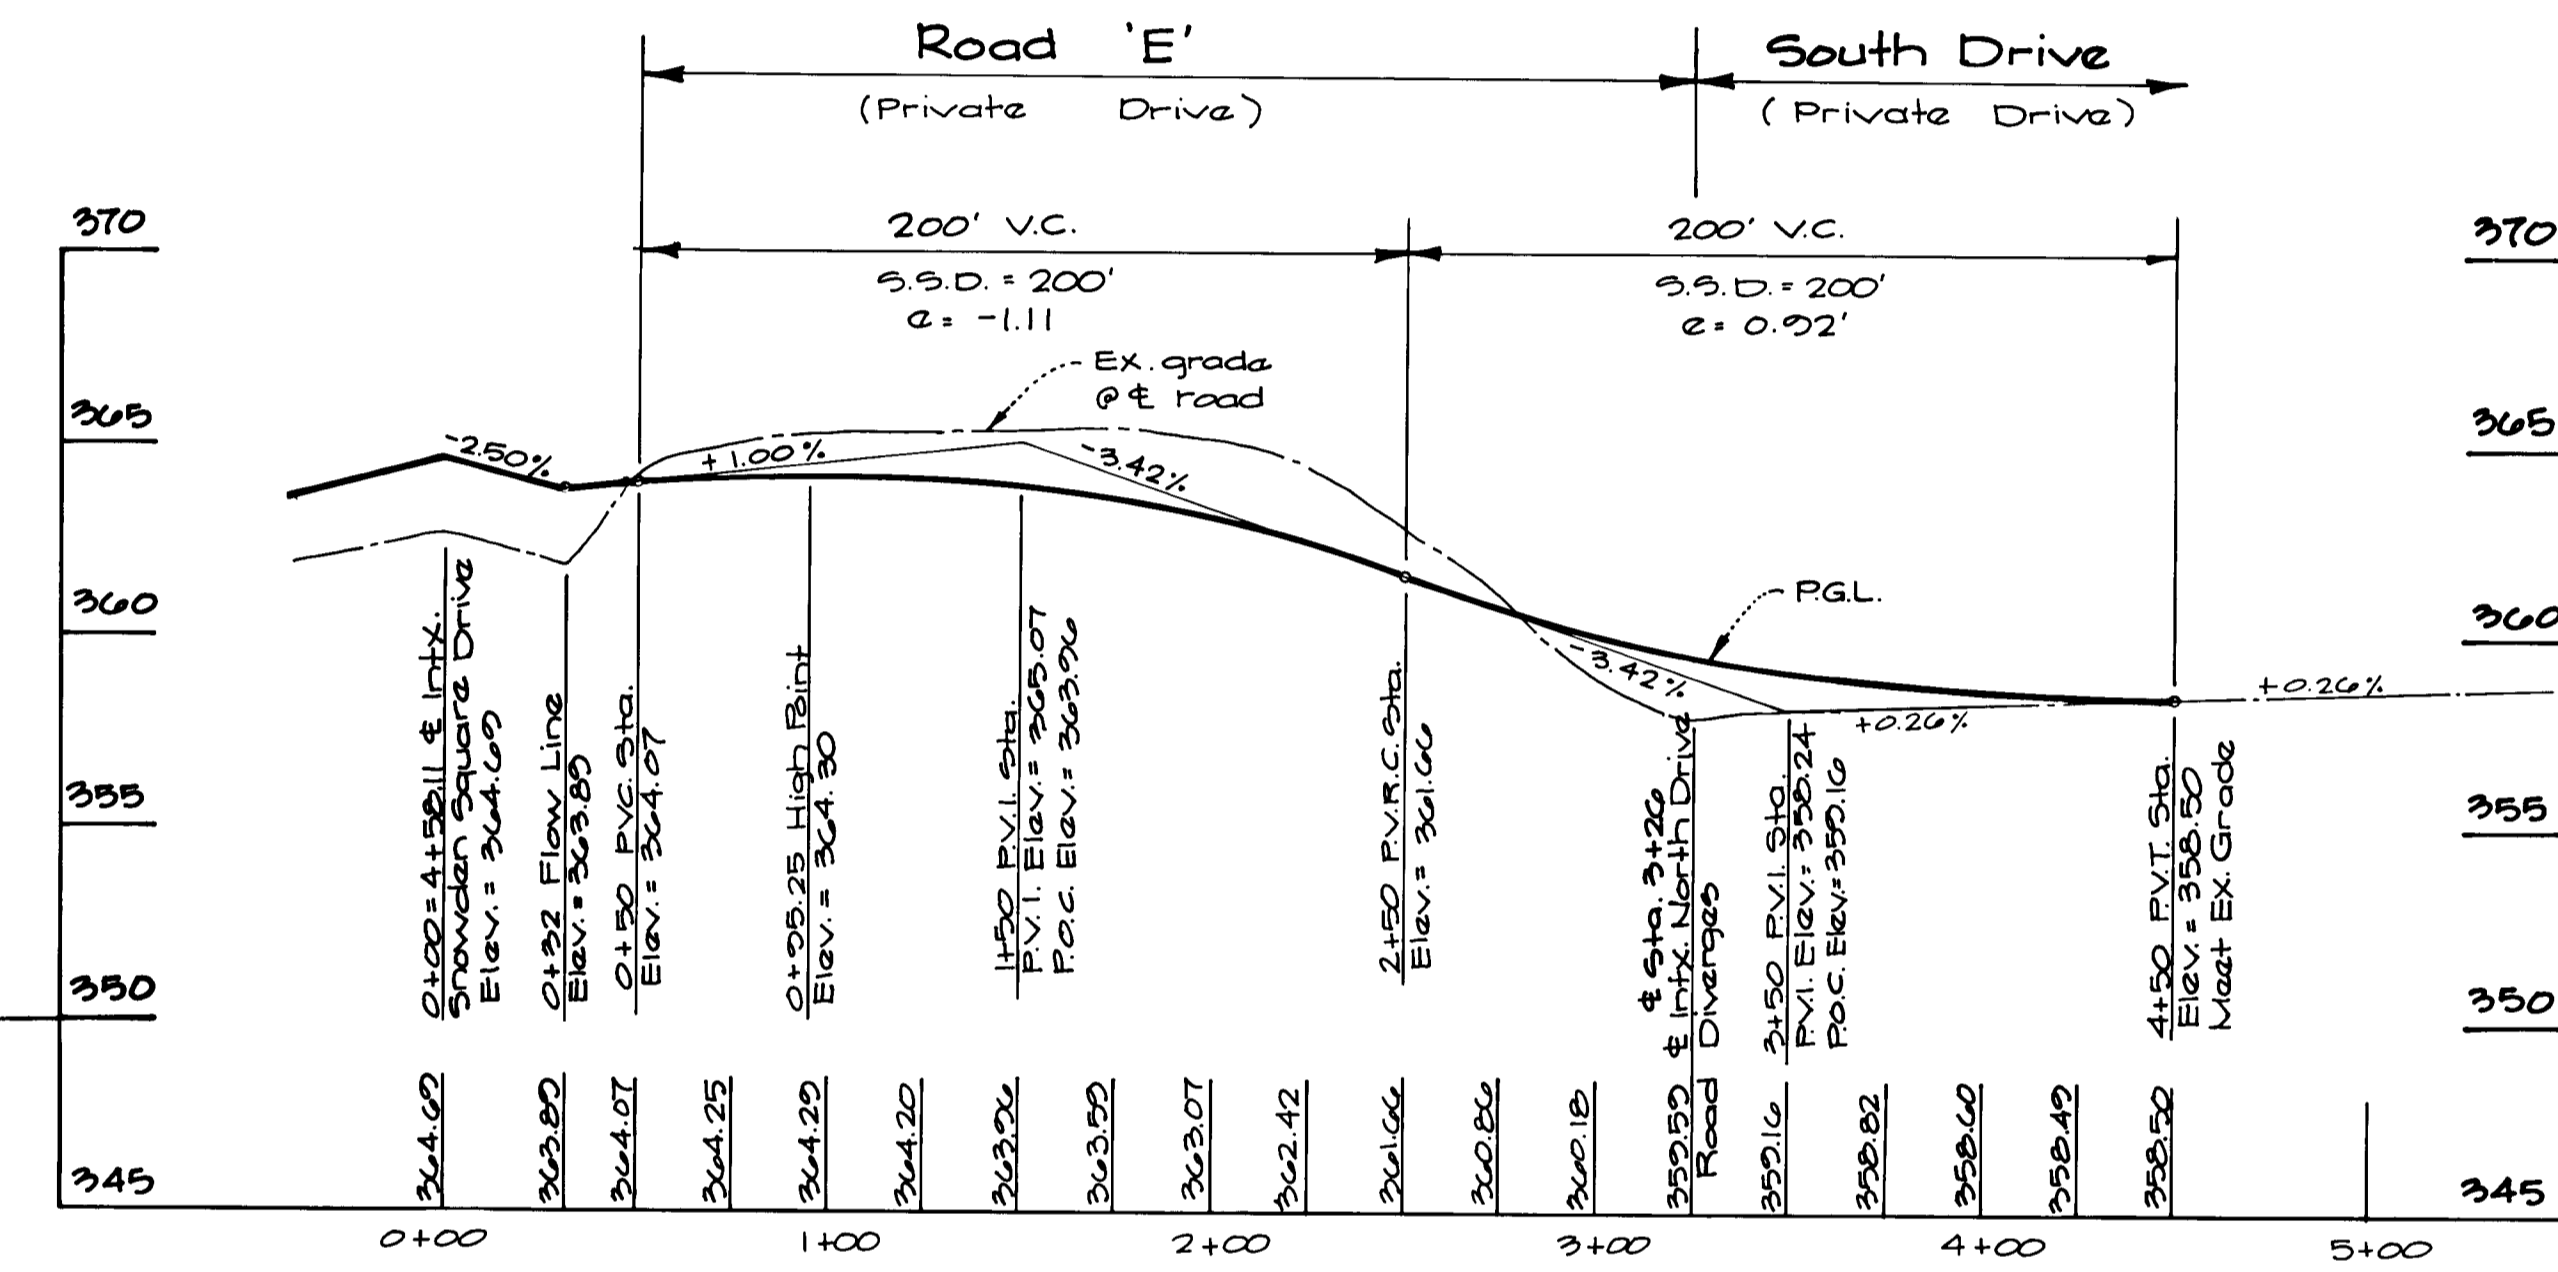 Road 'E'
South Drive
(Private Drive)
(Private Drive)
370
200' V.C.
200' V.C.
370
S.S.D. = 200'
S.S.D. = 200'
e = -1.11
e = 0.92'
Ex. grade
@ ℄ road
365
365
-2.50%
+1.00%
-3.42%
P.G.L.
360
360
-3.42%
+0.26%
+0.26%
0+00=4+58.11 ℄ Intx.
Snowden Square Drive
Elev. = 364.69
0+32 Flow Line
Elev. = 363.89
0+50 PVC. Sta.
Elev. = 364.07
0+95.25 High Point
Elev. = 364.30
1+50 P.V.I. Sta.
P.V.I. Elev. = 365.07
P.O.C. Elev. = 363.96
2+50 P.V.R.C. Sta.
Elev. = 361.66
℄ Sta. 3+26
℄ Intx. North Drive
Road Diverges
3+50 P.V.I. Sta.
P.V.I. Elev. = 358.24
P.O.C. Elev. = 359.16
4+50 P.V.T. Sta.
Elev. = 358.50
Meet Ex. Grade
355
355
350
350
345
345
364.69
363.89
364.07
364.25
364.29
364.20
363.96
363.59
363.07
362.42
361.66
360.86
360.18
359.59
359.16
358.82
358.60
358.49
358.50
0+00
1+00
2+00
3+00
4+00
5+00